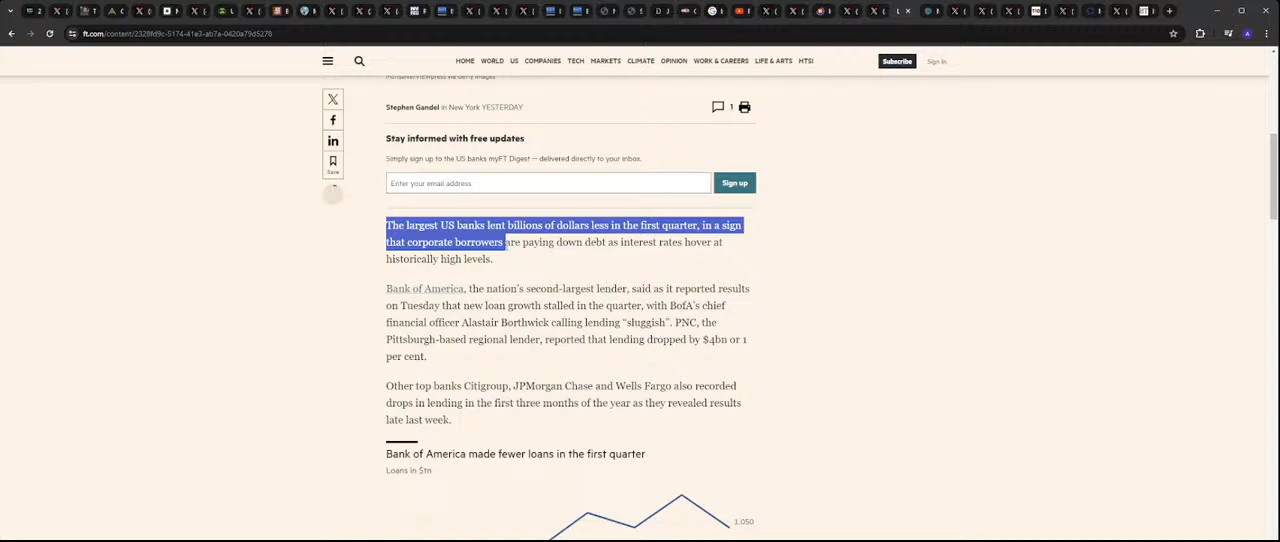 ft.com/content/2328fd9c-5174-41e3-ab7a-0420a79d5278
HOME WORLD US COMPANIES TECH MARKETS CLIMATE OPINION WORK & CAREERS LIFE & ARTS HTSI
Subscribe
Sign In
Stephen Gandel in New York YESTERDAY
1
Stay informed with free updates
Simply sign up to the US banks myFT Digest — delivered directly to your inbox.
Enter your email address
Sign up
Save
The largest US banks lent billions of dollars less in the first quarter, in a sign
that corporate borrowers are paying down debt as interest rates hover at
historically high levels.
Bank of America, the nation's second-largest lender, said as it reported results
on Tuesday that new loan growth stalled in the quarter, with BofA's chief
financial officer Alastair Borthwick calling lending “sluggish”. PNC, the
Pittsburgh-based regional lender, reported that lending dropped by $4bn or 1
per cent.
Other top banks Citigroup, JPMorgan Chase and Wells Fargo also recorded
drops in lending in the first three months of the year as they revealed results
late last week.
Bank of America made fewer loans in the first quarter
Loans in $tn
1.050